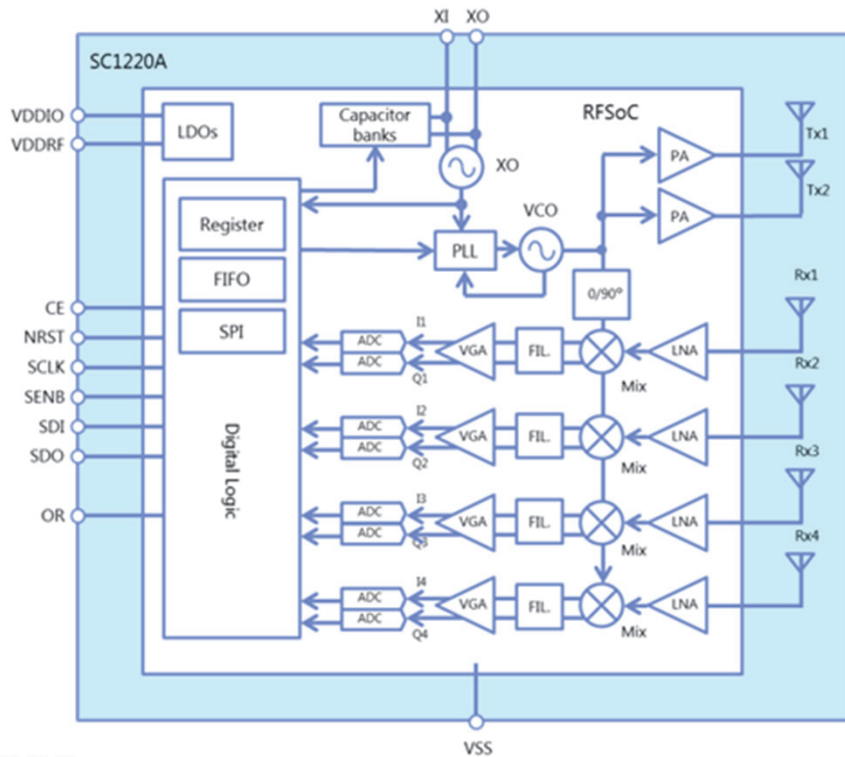 XI XO
SC1220A
RFSoC
VDDIO
VDDRF
LDOs
Capacitor
banks
XO
PA
Tx1
PA
Tx2
Register
FIFO
SPI
Digital Logic
PLL
VCO
0/90°
CE
NRST
SCLK
SENB
SDI
SDO
OR
Rx1
I1
ADC
ADC
Q1
VGA
FIL.
Mix
LNA
Rx2
I2
ADC
ADC
Q2
VGA
FIL.
Mix
LNA
Rx3
I3
ADC
ADC
Q3
VGA
FIL.
Mix
LNA
Rx4
I4
ADC
ADC
Q4
VGA
FIL.
Mix
LNA
VSS